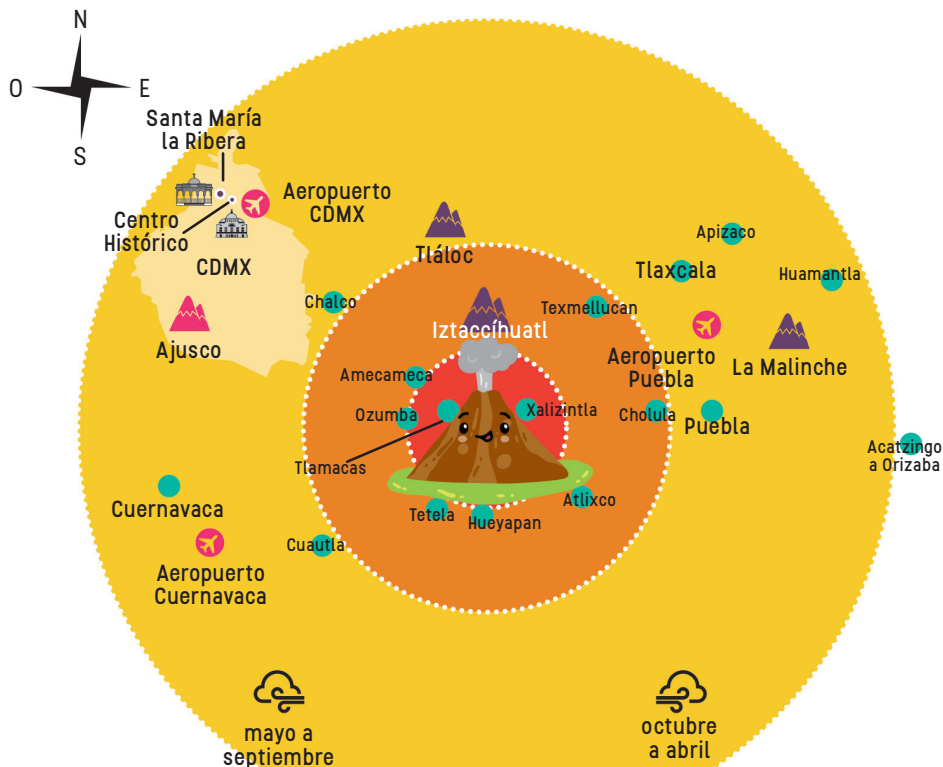 N
O
E
S
Santa María
la Ribera
Aeropuerto
CDMX
Centro
Histórico
CDMX
Tláloc
Apizaco
Tlaxcala
Huamantla
Chalco
Iztaccíhuatl
Texmellucan
Ajusco
Aeropuerto
Puebla
La Malinche
Amecameca
Ozumba
Xalizintla
Cholula
Puebla
Tlamacas
Acatzingo
a Orizaba
Atlixco
Tetela
Hueyapan
Cuernavaca
Cuautla
Aeropuerto
Cuernavaca
mayo a
septiembre
octubre
a abril